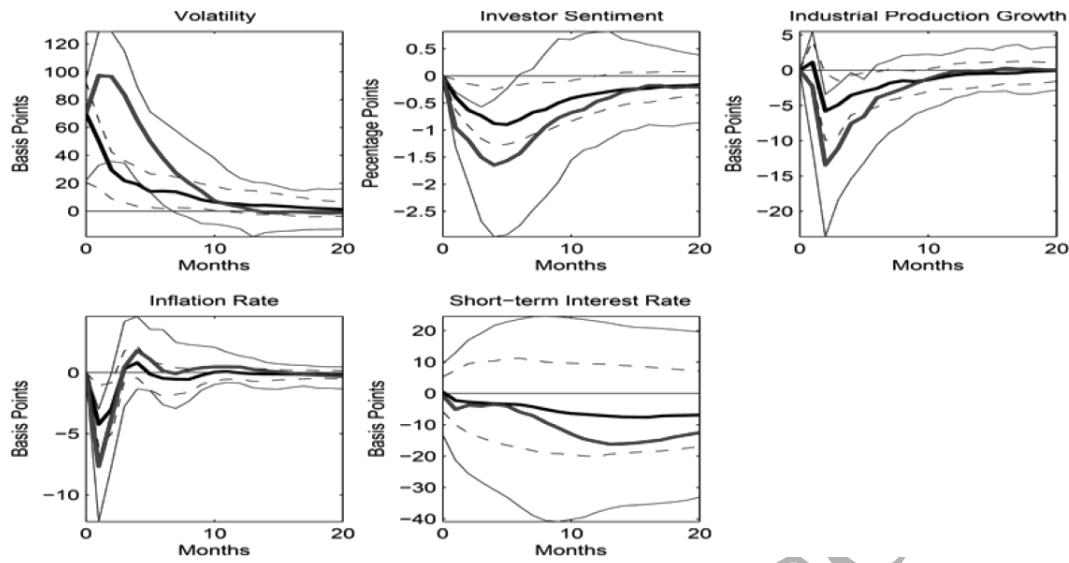 Volatility
120
100
80
60
40
20
0
Basis Points
0 10 20
Months
Investor Sentiment
0.5
0
−0.5
−1
−1.5
−2
−2.5
Pecentage Points
0 10 20
Months
Industrial Production Growth
5
0
−5
−10
−15
−20
Basis Points
0 10 20
Months
Inflation Rate
0
−5
−10
Basis Points
0 10 20
Months
Short−term Interest Rate
20
10
0
−10
−20
−30
−40
Basis Points
0 10 20
Months